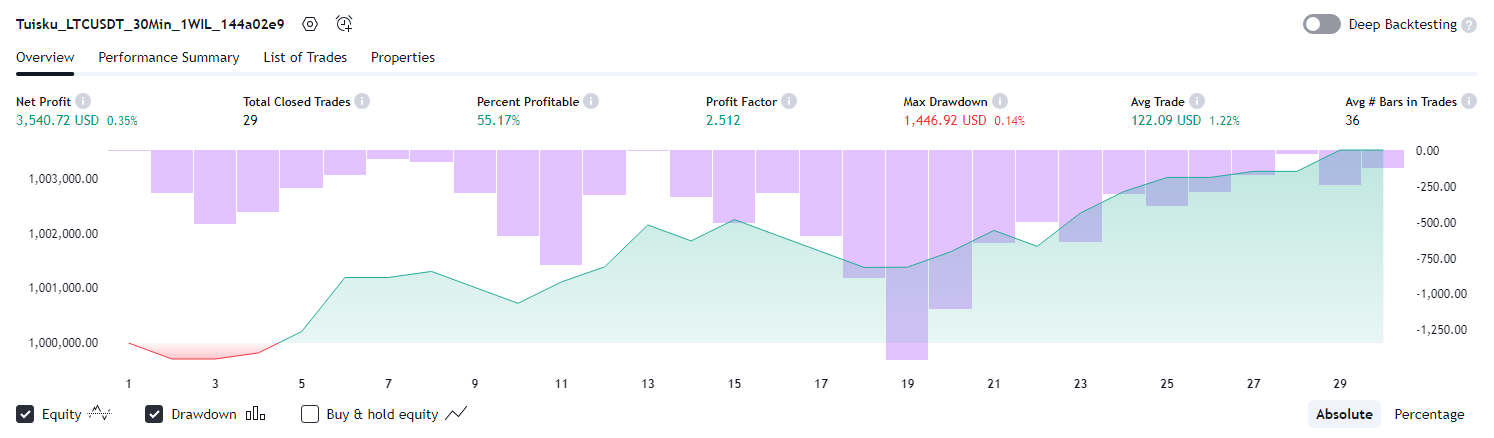 Tuisku_LTCUSDT_30Min_1WIL_144a02e9 Deep Backtesting ?
Overview Performance Summary List of Trades Properties
Net Profit i Total Closed Trades i Percent Profitable i Profit Factor i Max Drawdown i Avg Trade i Avg # Bars in Trades i
3,540.72 USD 0.35% 29 55.17% 2.512 1,446.92 USD 0.14% 122.09 USD 1.22% 36
0.00
1,003,000.00 -250.00
-500.00
1,002,000.00
-750.00
1,001,000.00 -1,000.00
-1,250.00
1,000,000.00
1 3 5 7 9 11 13 15 17 19 21 23 25 27 29
Equity Drawdown Buy & hold equity Absolute Percentage